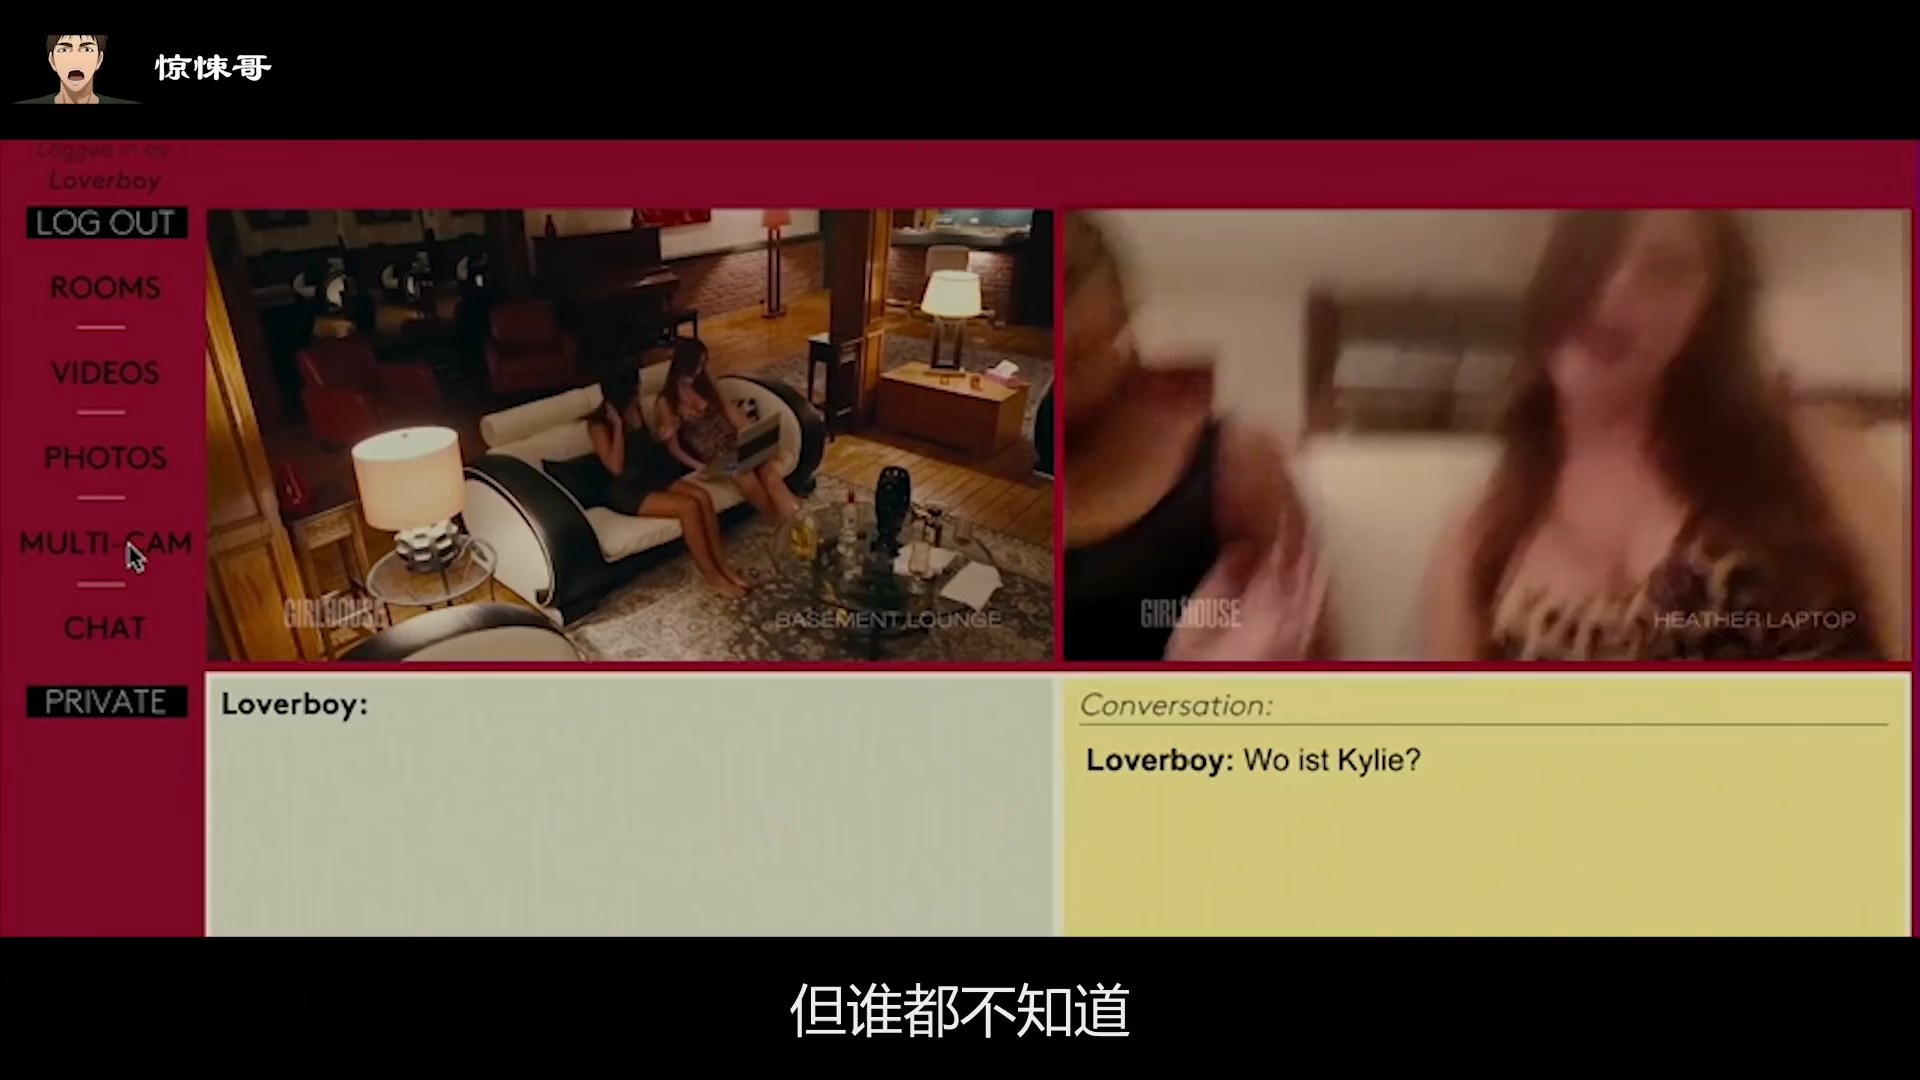 惊悚哥
Logged in as:
Loverboy
LOG OUT
ROOMS
VIDEOS
PHOTOS
MULTI-CAM
CHAT
PRIVATE
GIRLHOUSE
BASEMENT LOUNGE
GIRLHOUSE
HEATHER LAPTOP
Loverboy:
Conversation:
Loverboy: Wo ist Kylie?
但谁都不知道